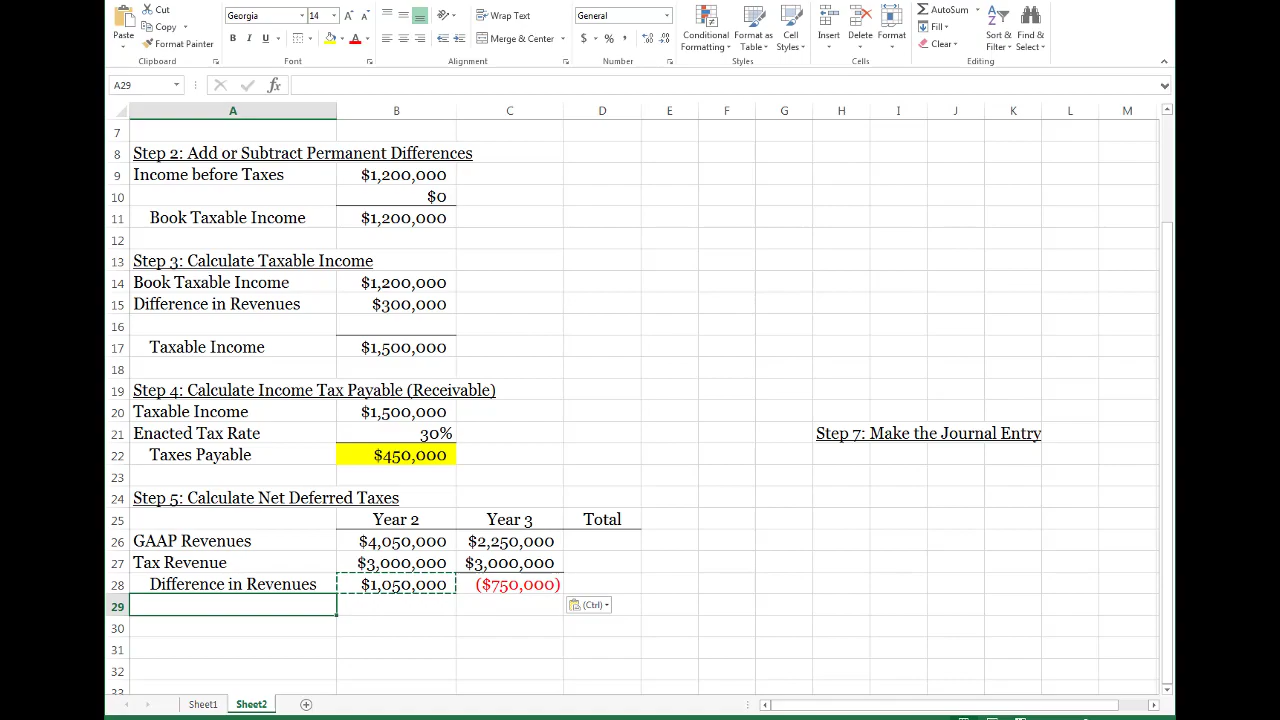 Cut
Copy
Paste
Format Painter
Clipboard
Georgia 14
B I U
Font
Wrap Text
Merge & Center
Alignment
General
$ % ,
Number
Conditional Formatting
Format as Table
Cell Styles
Styles
Insert
Delete
Format
Cells
AutoSum
Fill
Clear
Sort & Filter
Find & Select
Editing
A29 fx
A B C D E F G H I J K L M
7
8 Step 2: Add or Subtract Permanent Differences
9 Income before Taxes $1,200,000
10 $0
11 Book Taxable Income $1,200,000
12
13 Step 3: Calculate Taxable Income
14 Book Taxable Income $1,200,000
15 Difference in Revenues $300,000
16
17 Taxable Income $1,500,000
18
19 Step 4: Calculate Income Tax Payable (Receivable)
20 Taxable Income $1,500,000
21 Enacted Tax Rate 30% Step 7: Make the Journal Entry
22 Taxes Payable $450,000
23
24 Step 5: Calculate Net Deferred Taxes
25 Year 2 Year 3 Total
26 GAAP Revenues $4,050,000 $2,250,000
27 Tax Revenue $3,000,000 $3,000,000
28 Difference in Revenues $1,050,000 ($750,000)
29 (Ctrl)
30
31
32
33
Sheet1 Sheet2